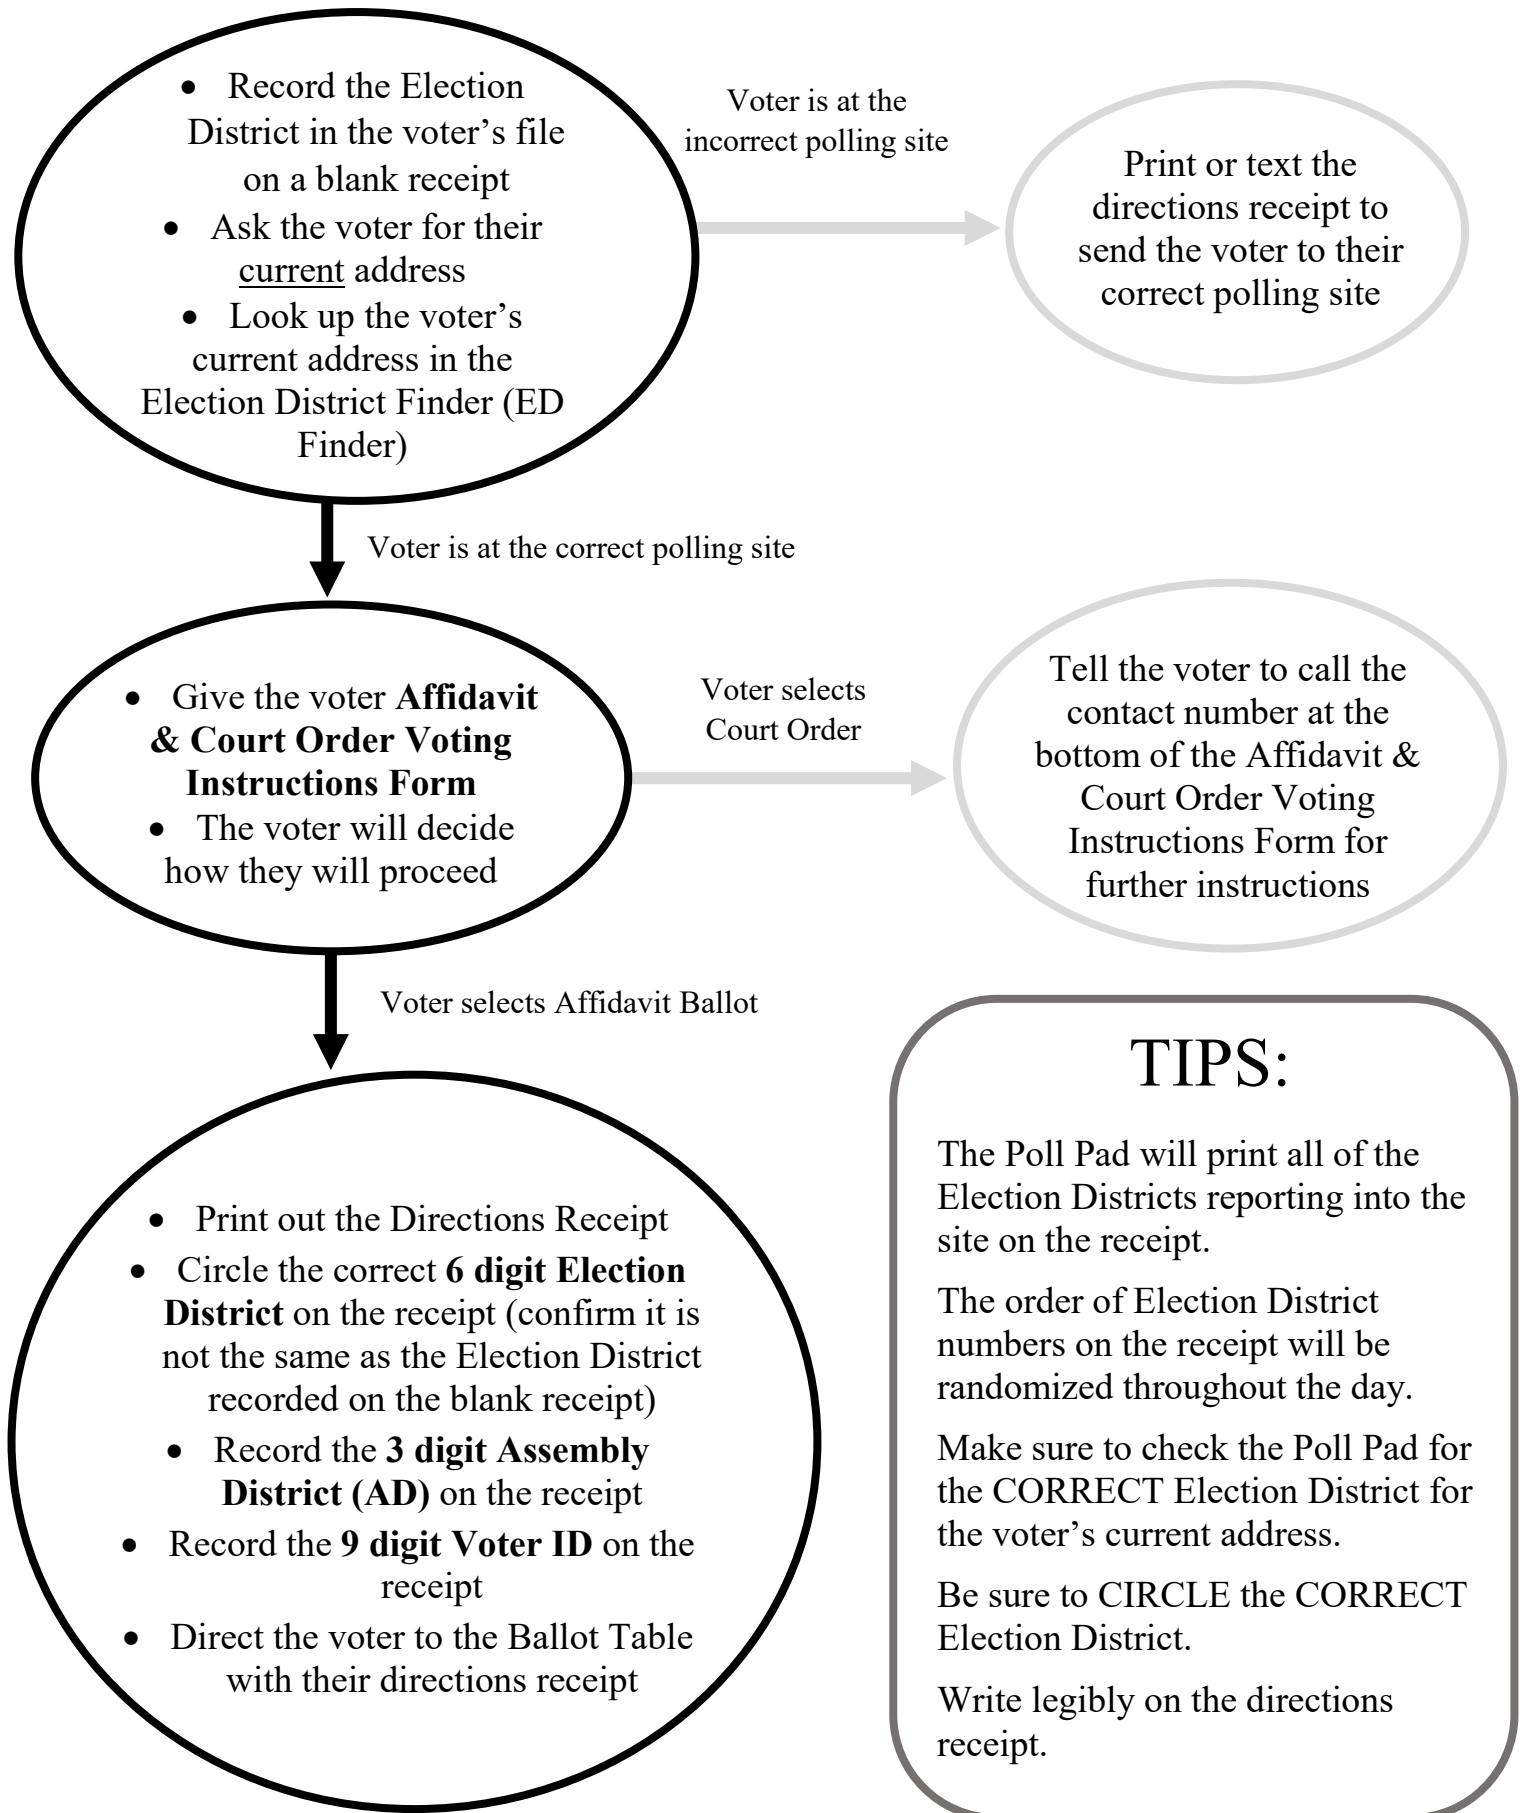 • Record the Election
District in the voter’s file
on a blank receipt
• Ask the voter for their
current address
• Look up the voter’s
current address in the
Election District Finder (ED
Finder)
Voter is at the
incorrect polling site
Print or text the
directions receipt to
send the voter to their
correct polling site
Voter is at the correct polling site
• Give the voter Affidavit
& Court Order Voting
Instructions Form
• The voter will decide
how they will proceed
Voter selects
Court Order
Tell the voter to call the
contact number at the
bottom of the Affidavit &
Court Order Voting
Instructions Form for
further instructions
Voter selects Affidavit Ballot
• Print out the Directions Receipt
• Circle the correct 6 digit Election
District on the receipt (confirm it is
not the same as the Election District
recorded on the blank receipt)
• Record the 3 digit Assembly
District (AD) on the receipt
• Record the 9 digit Voter ID on the
receipt
• Direct the voter to the Ballot Table
with their directions receipt
TIPS:
The Poll Pad will print all of the
Election Districts reporting into the
site on the receipt.
The order of Election District
numbers on the receipt will be
randomized throughout the day.
Make sure to check the Poll Pad for
the CORRECT Election District for
the voter’s current address.
Be sure to CIRCLE the CORRECT
Election District.
Write legibly on the directions
receipt.